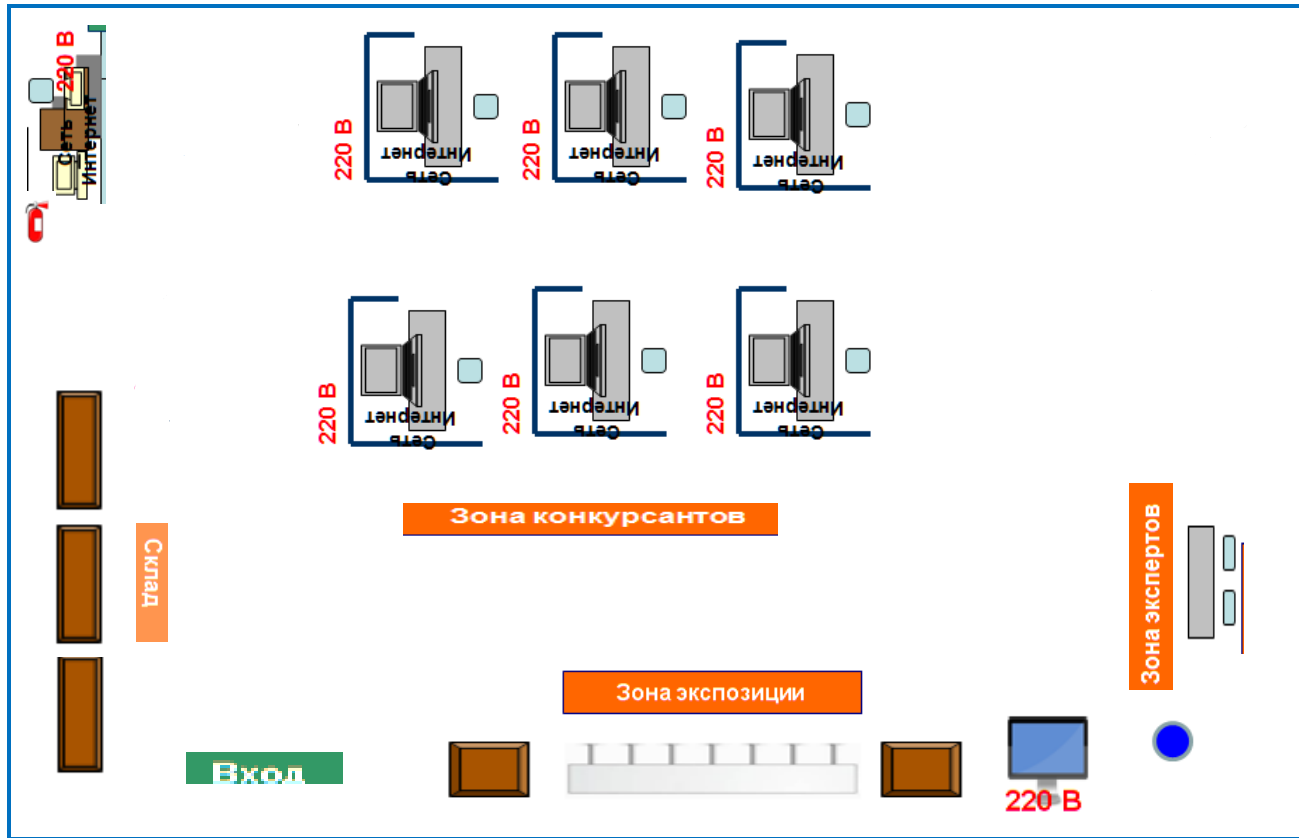 220 В
Сеть
Интернет
220 В
Интернет
Сеть
220 В
Интернет
Сеть
220 В
Интернет
Сеть
220 В
Интернет
Сеть
220 В
Интернет
Сеть
220 В
Интернет
Сеть
Зона конкурсантов
Склад
Зона экспертов
Зона экспозиции
Вход
220 В